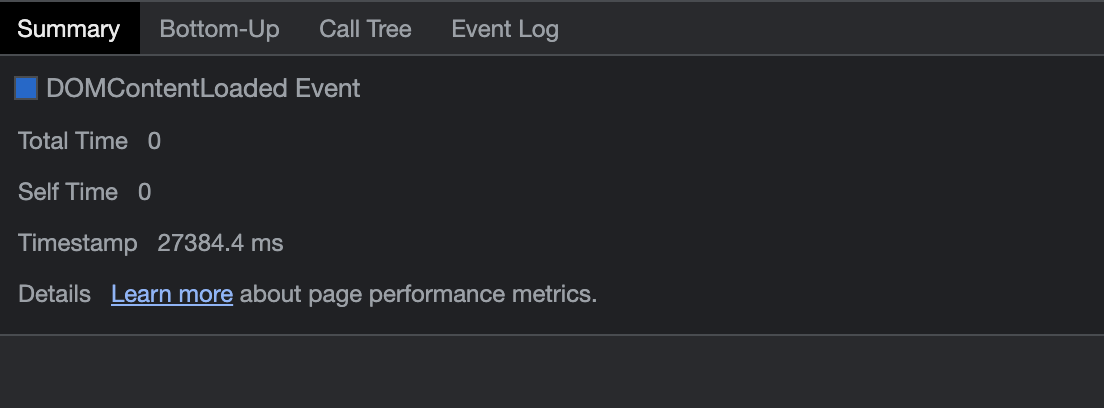 Summary Bottom-Up Call Tree Event Log
DOMContentLoaded Event
Total Time 0
Self Time 0
Timestamp 27384.4 ms
Details Learn more about page performance metrics.